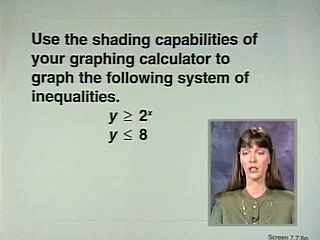 Use the shading capabilities of
your graphing calculator to
graph the following system of
inequalities.
y ≥ 2ˣ
y ≤ 8
Screen 7.7.6p